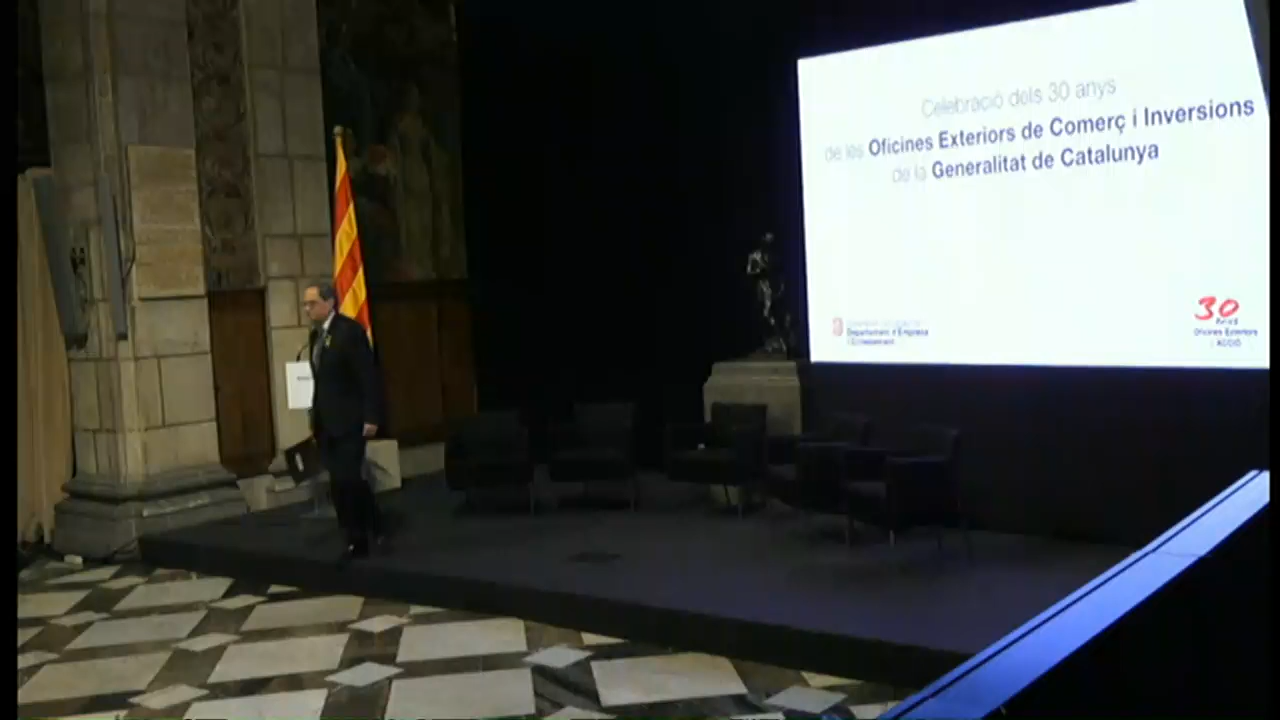 Celebració dels 30 anys
de les Oficines Exteriors de Comerç i Inversions
de la Generalitat de Catalunya
Departament d'Empresa
i Coneixement
30
anys
Oficines Exteriors
i ACCIÓ